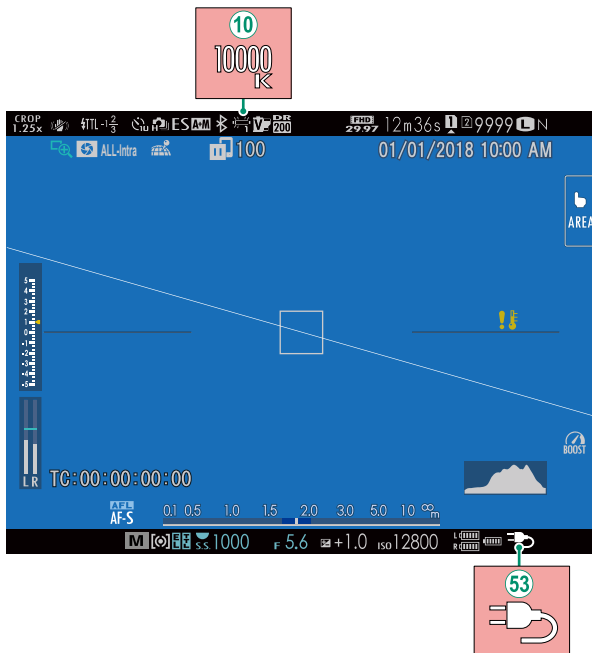 10
10000
K
CROP
1.25x
TTL-1 2/3
ES
DR
200
FHD
29.97
12m36s
1
2
9999
L
N
ALL-Intra
100
01/01/2018 10:00 AM
AREA
5
4
3
2
1
0
-1
-2
-3
-4
-5
L R
TC:00:00:00:00
BOOST
AFL
AF-S
0.1 0.5 1.0 1.5 2.0 3.0 5.0 10 ∞ m
M
S.S. 1000
F 5.6
+1.0
ISO 12800
L
R
53